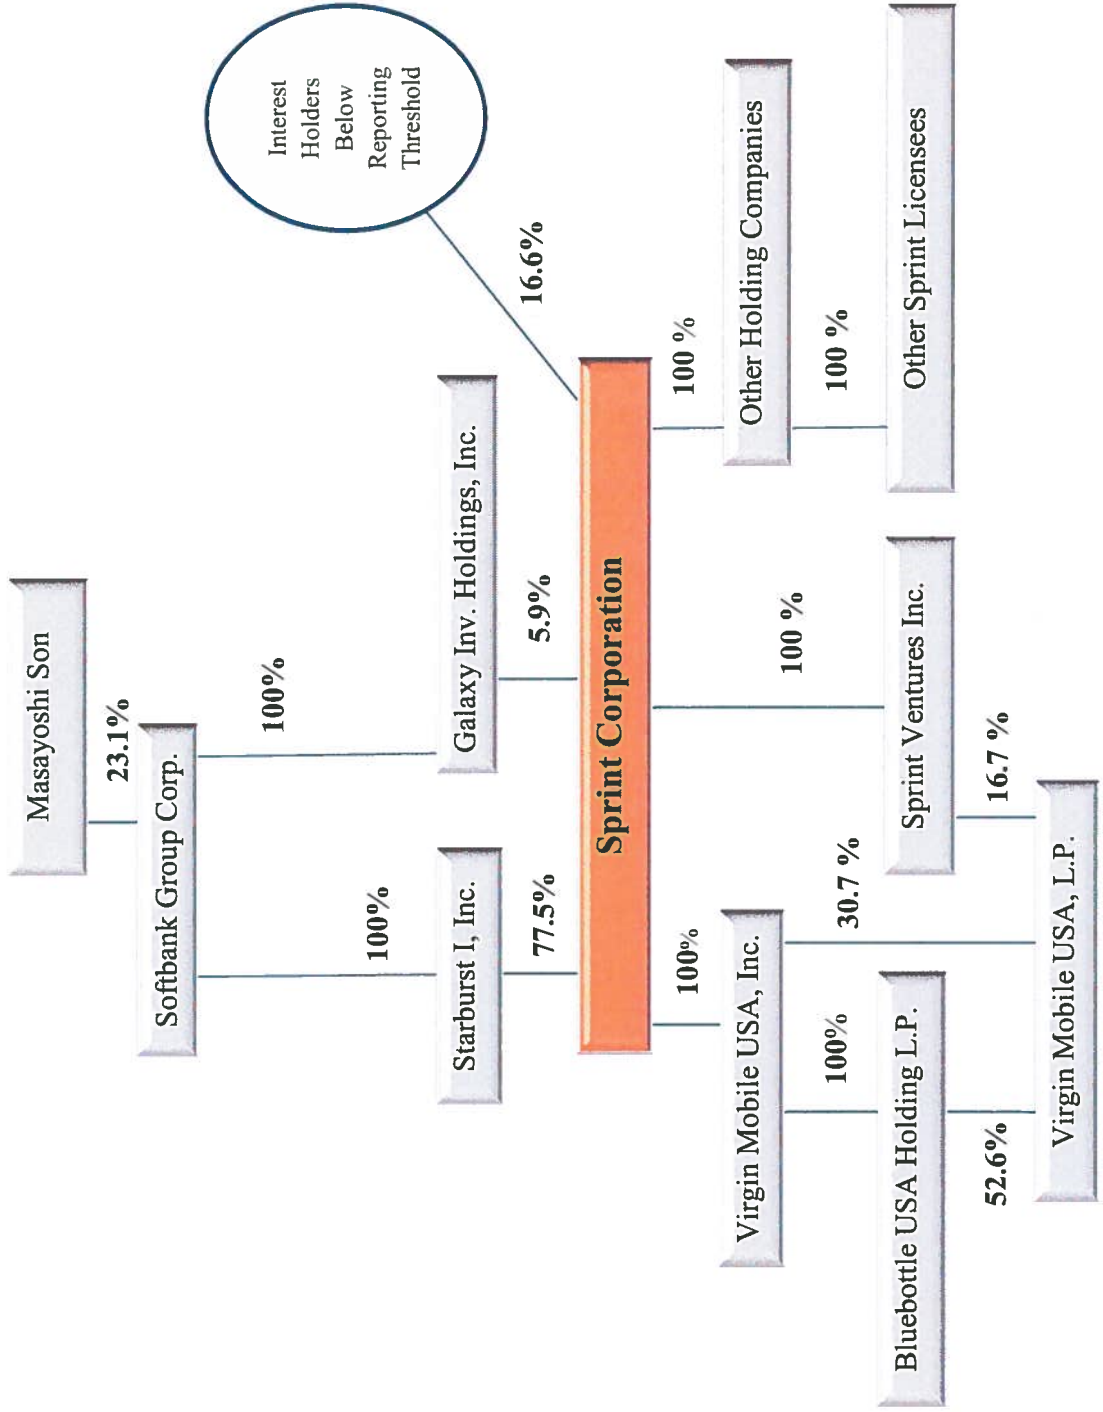 Masayoshi Son
23.1%
Softbank Group Corp.
100%
100%
Starburst I, Inc.
Galaxy Inv. Holdings, Inc.
Interest
Holders
Below
Reporting
Threshold
77.5%
5.9%
16.6%
Sprint Corporation
100%
100 %
100 %
Virgin Mobile USA, Inc.
Other Holding Companies
100%
30.7 %
100 %
Bluebottle USA Holding L.P.
Sprint Ventures Inc.
Other Sprint Licensees
52.6%
16.7 %
Virgin Mobile USA, L.P.